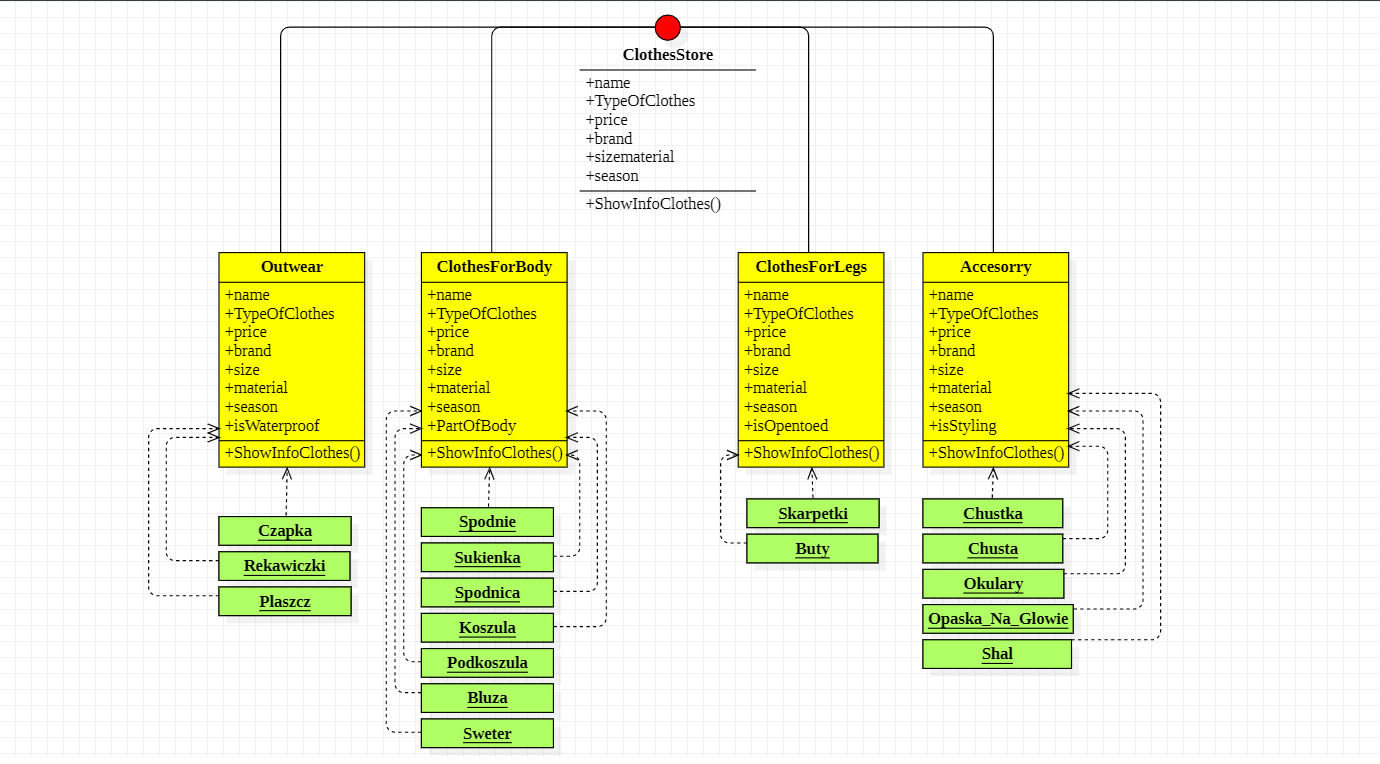 ClothesStore
+name
+TypeOfClothes
+price
+brand
+sizematerial
+season
+ShowInfoClothes()
Outwear
+name
+TypeOfClothes
+price
+brand
+size
+material
+season
+isWaterproof
+ShowInfoClothes()
Czapka
Rekawiczki
Plaszcz
ClothesForBody
+name
+TypeOfClothes
+price
+brand
+size
+material
+season
+PartOfBody
+ShowInfoClothes()
Spodnie
Sukienka
Spodnica
Koszula
Podkoszula
Bluza
Sweter
ClothesForLegs
+name
+TypeOfClothes
+price
+brand
+size
+material
+season
+isOpentoed
+ShowInfoClothes()
Skarpetki
Buty
Accesorry
+name
+TypeOfClothes
+price
+brand
+size
+material
+season
+isStyling
+ShowInfoClothes()
Chustka
Chusta
Okulary
Opaska_Na_Glowie
Shal